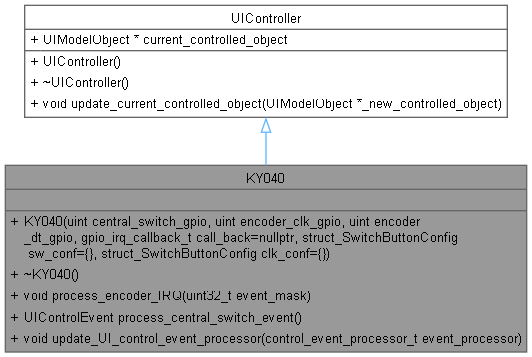 UIController
+ UIModelObject * current_controlled_object
+ UIController()
+ ~UIController()
+ void update_current_controlled_object(UIModelObject *_new_controlled_object)
KY040
+ KY040(uint central_switch_gpio, uint encoder_clk_gpio, uint encoder
_dt_gpio, gpio_irq_callback_t call_back=nullptr, struct_SwitchButtonConfig
sw_conf={}, struct_SwitchButtonConfig clk_conf={})
+ ~KY040()
+ void process_encoder_IRQ(uint32_t event_mask)
+ UIControlEvent process_central_switch_event()
+ void update_UI_control_event_processor(control_event_processor_t event_processor)